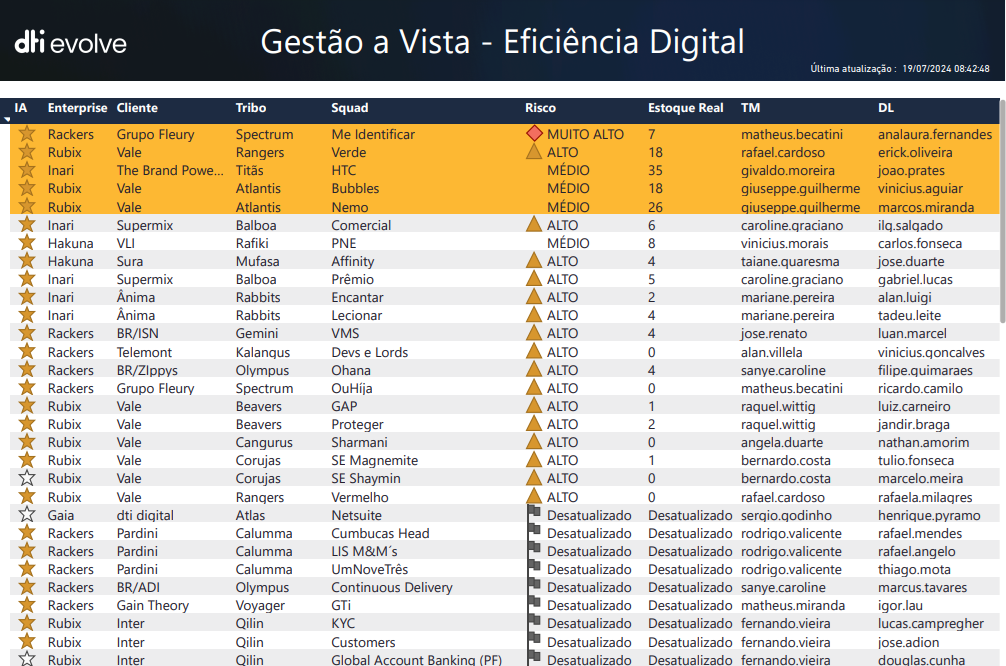 dti evolve
Gestão a Vista - Eficiência Digital
Última atualização : 19/07/2024 08:42:48
IA Enterprise Cliente Tribo Squad Risco Estoque Real TM DL
Rackers Grupo Fleury Spectrum Me Identificar MUITO ALTO 7 matheus.becatini analaura.fernandes
Rubix Vale Rangers Verde ALTO 18 rafael.cardoso erick.oliveira
Inari The Brand Powe... Titãs HTC MÉDIO 35 givaldo.moreira joao.prates
Rubix Vale Atlantis Bubbles MÉDIO 18 giuseppe.guilherme vinicius.aguiar
Rubix Vale Atlantis Nemo MÉDIO 26 giuseppe.guilherme marcos.miranda
Inari Supermix Balboa Comercial ALTO 6 caroline.graciano ilg.salgado
Hakuna VLI Rafiki PNE MÉDIO 8 vinicius.morais carlos.fonseca
Hakuna Sura Mufasa Affinity ALTO 4 taiane.quaresma jose.duarte
Inari Supermix Balboa Prêmio ALTO 5 caroline.graciano gabriel.lucas
Inari Ânima Rabbits Encantar ALTO 2 mariane.pereira alan.luigi
Inari Ânima Rabbits Lecionar ALTO 4 mariane.pereira tadeu.leite
Rackers BR/ISN Gemini VMS ALTO 4 jose.renato luan.marcel
Rackers Telemont Kalangus Devs e Lords ALTO 0 alan.villela vinicius.goncalves
Rackers BR/ZIppys Olympus Ohana ALTO 4 sanye.caroline filipe.guimaraes
Rackers Grupo Fleury Spectrum OuHíja ALTO 0 matheus.becatini ricardo.camilo
Rubix Vale Beavers GAP ALTO 1 raquel.wittig luiz.carneiro
Rubix Vale Beavers Proteger ALTO 2 raquel.wittig jandir.braga
Rubix Vale Cangurus Sharmani ALTO 0 angela.duarte nathan.amorim
Rubix Vale Corujas SE Magnemite ALTO 1 bernardo.costa tulio.fonseca
Rubix Vale Corujas SE Shaymin ALTO 0 bernardo.costa marcelo.meira
Rubix Vale Rangers Vermelho ALTO 0 rafael.cardoso rafaela.milagres
Gaia dti digital Atlas Netsuite Desatualizado Desatualizado sergio.godinho henrique.pyramo
Rackers Pardini Calumma Cumbucas Head Desatualizado Desatualizado rodrigo.valicente rafael.mendes
Rackers Pardini Calumma LIS M&M´s Desatualizado Desatualizado rodrigo.valicente rafael.angelo
Rackers Pardini Calumma UmNoveTrês Desatualizado Desatualizado rodrigo.valicente thiago.mota
Rackers BR/ADI Olympus Continuous Delivery Desatualizado Desatualizado sanye.caroline marcus.tavares
Rackers Gain Theory Voyager GTi Desatualizado Desatualizado matheus.miranda igor.lau
Rubix Inter Qilin KYC Desatualizado Desatualizado fernando.vieira lucas.campregher
Rubix Inter Qilin Customers Desatualizado Desatualizado fernando.vieira jose.adion
Rubix Inter Qilin Global Account Banking (PF) Desatualizado Desatualizado fernando.vieira douglas.cunha